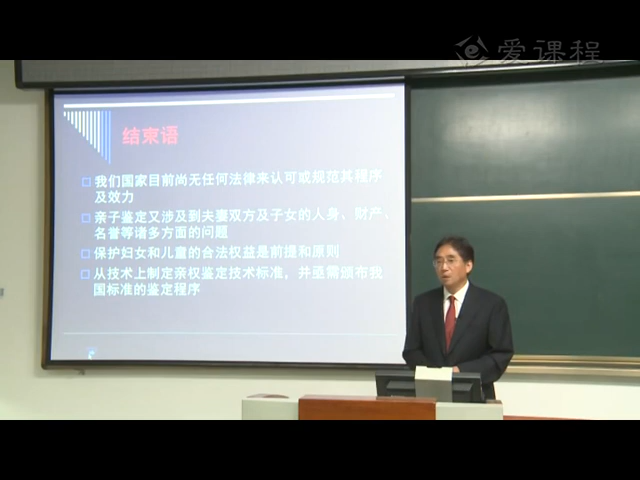 爱课程
结束语
我们国家目前尚无任何法律来认可或规范其程序
及效力
亲子鉴定又涉及到夫妻双方及子女的人身、财产、
名誉等诸多方面的问题
保护妇女和儿童的合法权益是前提和原则
从技术上制定亲权鉴定技术标准，并亟需颁布我
国标准的鉴定程序